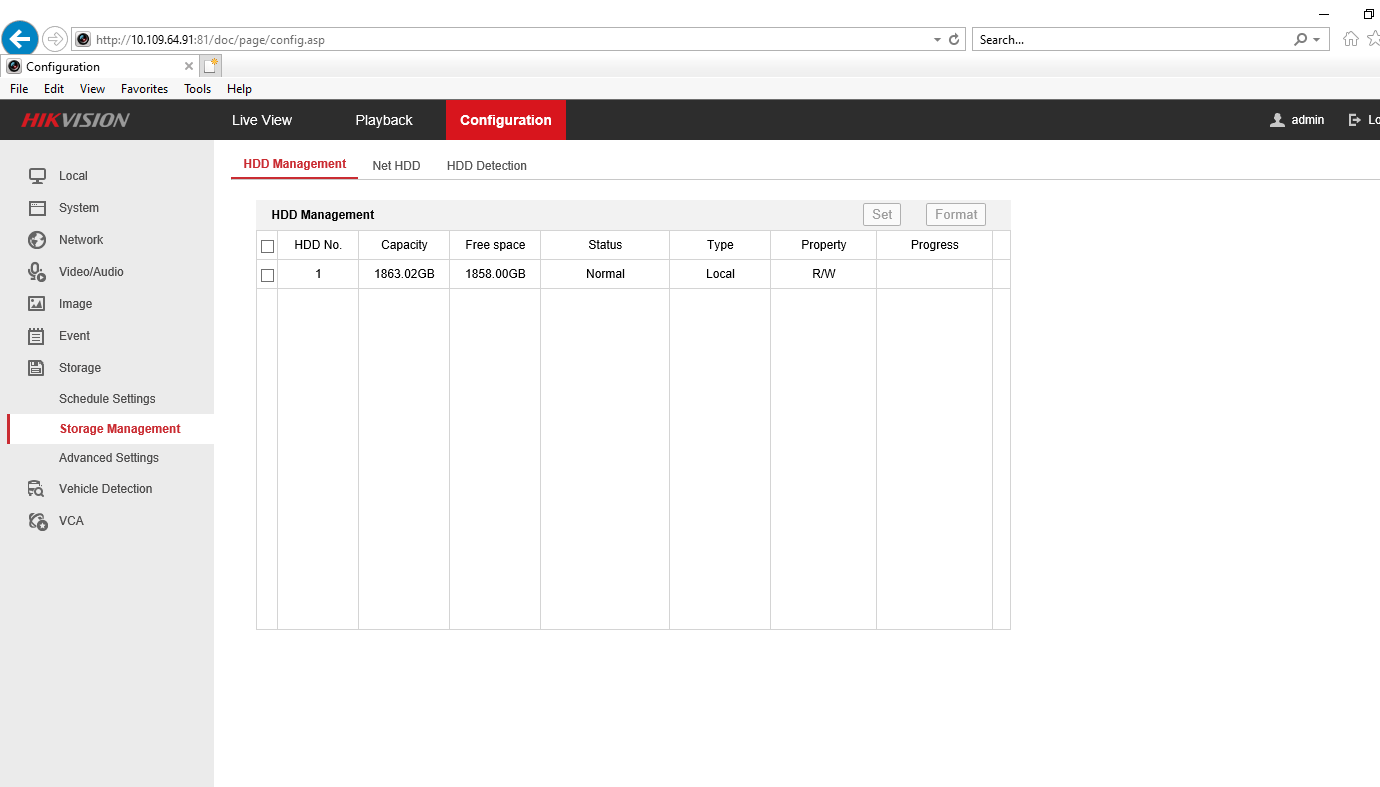 http://10.109.64.91:81/doc/page/config.asp
Search...
Configuration
File Edit View Favorites Tools Help
HIKVISION Live View Playback Configuration admin Lo
Local
System
Network
Video/Audio
Image
Event
Storage
Schedule Settings
Storage Management
Advanced Settings
Vehicle Detection
VCA
HDD Management Net HDD HDD Detection
HDD Management Set Format
HDD No. Capacity Free space Status Type Property Progress
1 1863.02GB 1858.00GB Normal Local R/W